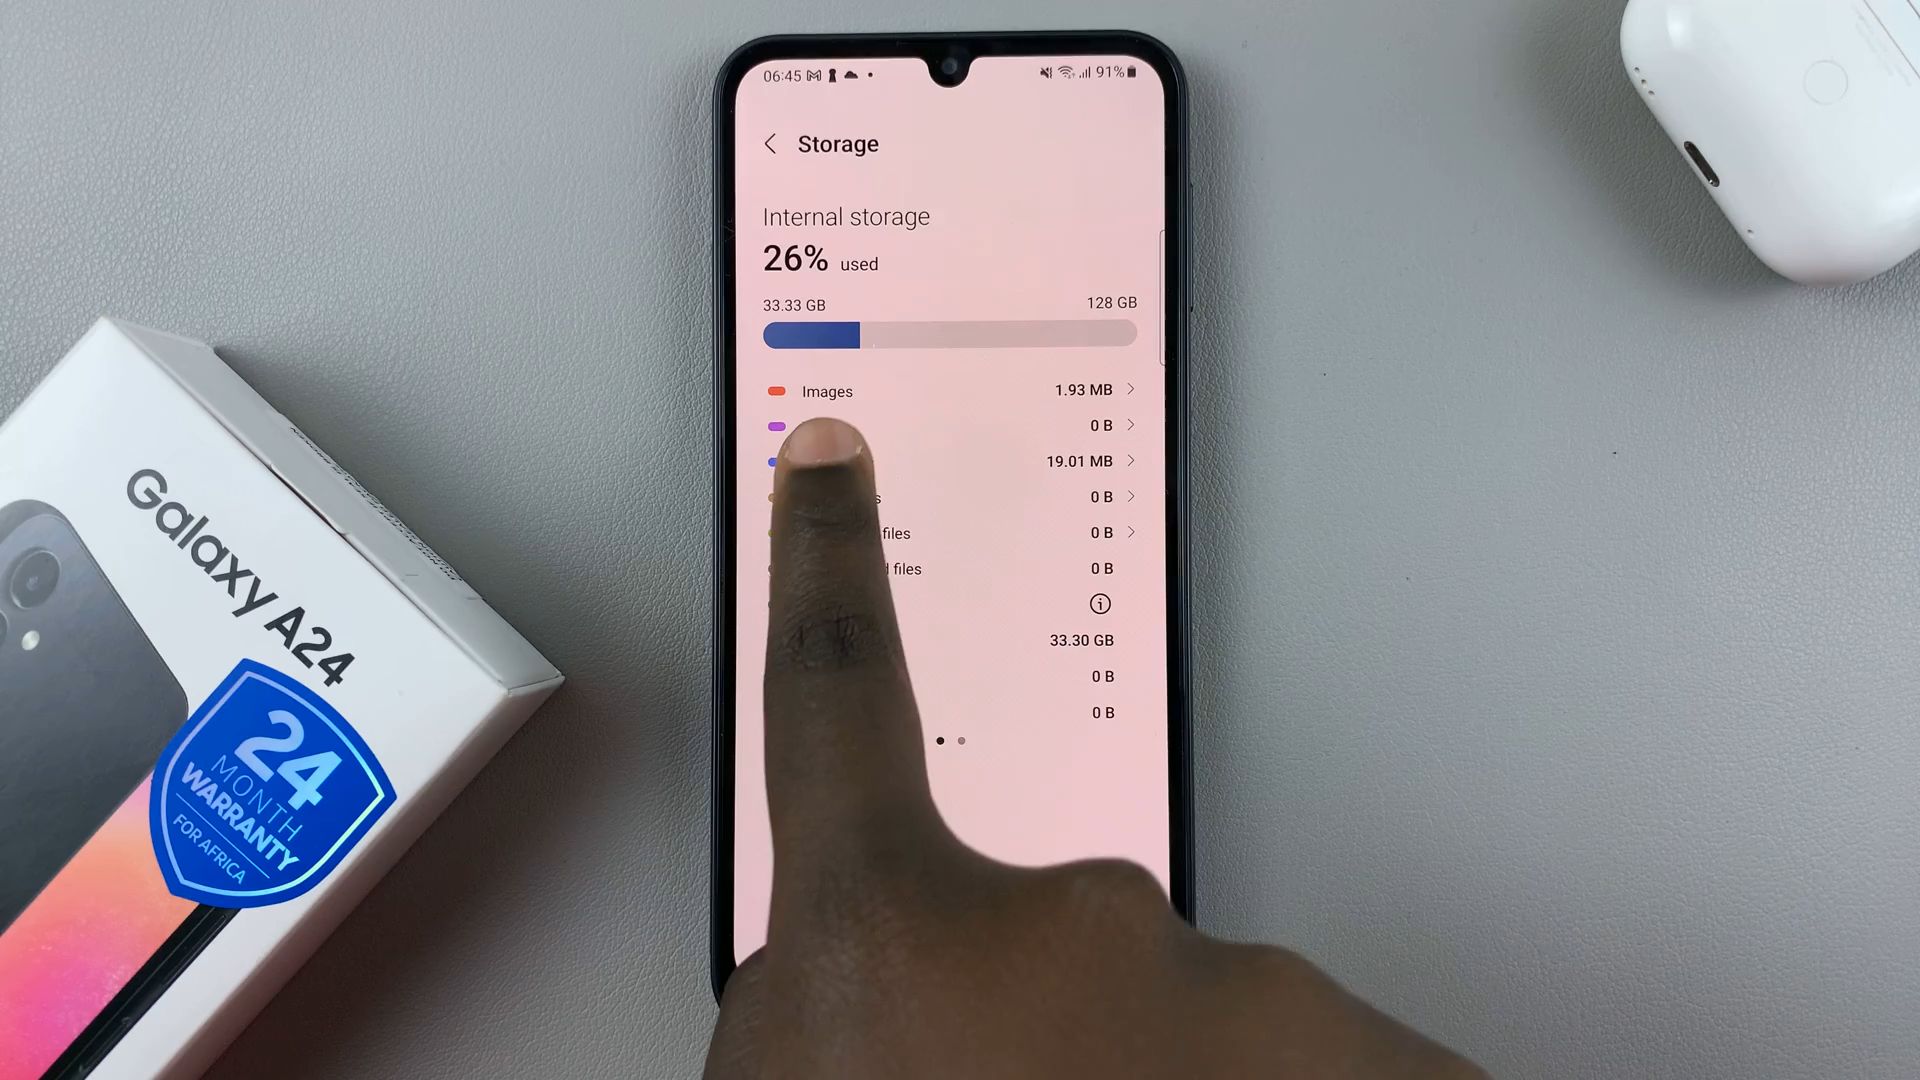 06:45
91%
Storage
Internal storage
26% used
33.33 GB
128 GB
Images
1.93 MB
0 B
19.01 MB
0 B
files
0 B
files
0 B
33.30 GB
0 B
0 B
Galaxy A24
24
MONTH
WARRANTY
FOR AFRICA